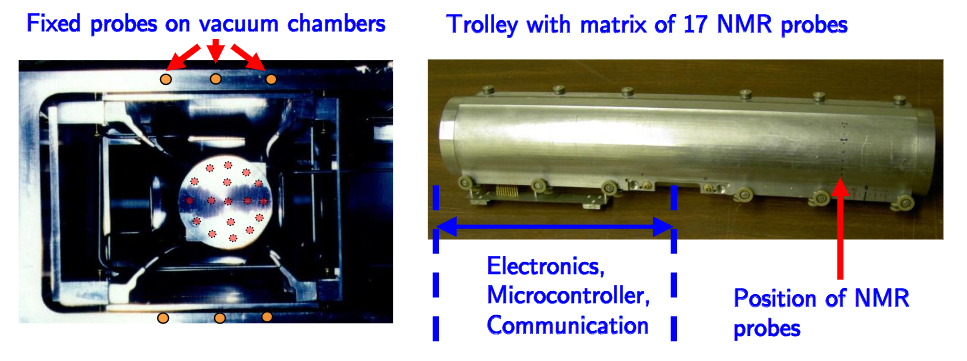 Fixed probes on vacuum chambers
Trolley with matrix of 17 NMR probes
Electronics,
Microcontroller,
Communication
Position of NMR
probes